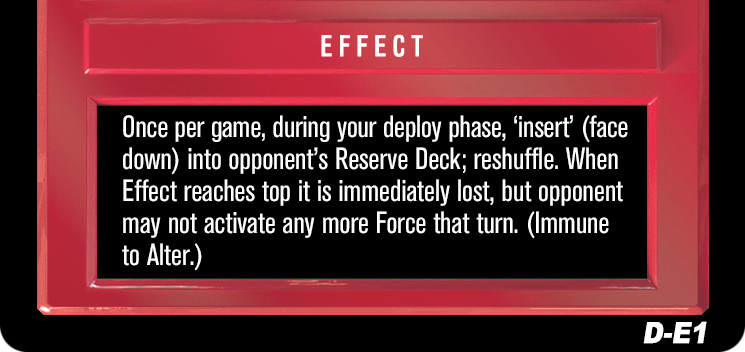 EFFECT
Once per game, during your deploy phase, ‘insert’ (face
down) into opponent’s Reserve Deck; reshuffle. When
Effect reaches top it is immediately lost, but opponent
may not activate any more Force that turn. (Immune
to Alter.)
D-E1